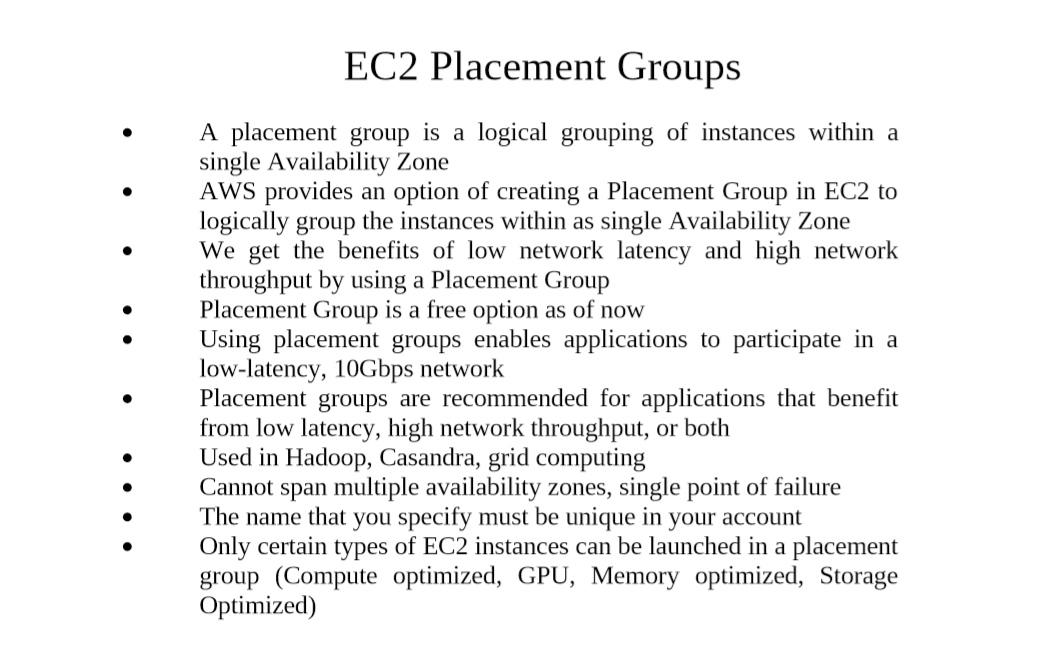 EC2 Placement Groups
• A placement group is a logical grouping of instances within a
single Availability Zone
• AWS provides an option of creating a Placement Group in EC2 to
logically group the instances within as single Availability Zone
• We get the benefits of low network latency and high network
throughput by using a Placement Group
• Placement Group is a free option as of now
• Using placement groups enables applications to participate in a
low-latency, 10Gbps network
• Placement groups are recommended for applications that benefit
from low latency, high network throughput, or both
• Used in Hadoop, Casandra, grid computing
• Cannot span multiple availability zones, single point of failure
• The name that you specify must be unique in your account
• Only certain types of EC2 instances can be launched in a placement
group (Compute optimized, GPU, Memory optimized, Storage
Optimized)